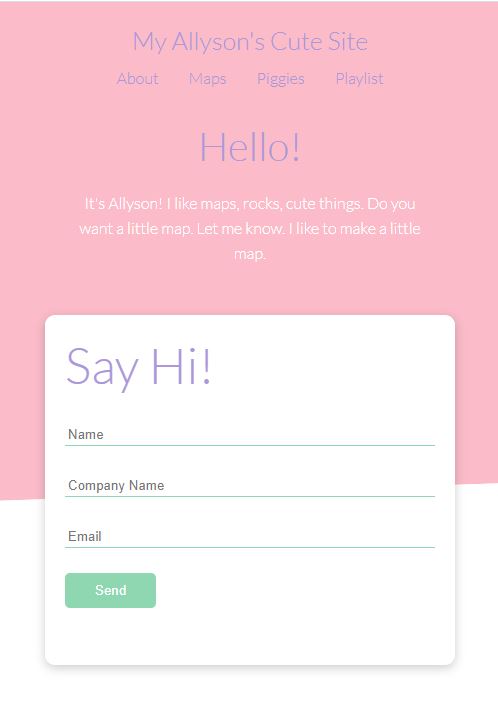 My Allyson's Cute Site
About Maps Piggies Playlist
Hello!
It's Allyson! I like maps, rocks, cute things. Do you
want a little map. Let me know. I like to make a little
map.
Say Hi!
Name
Company Name
Email
Send